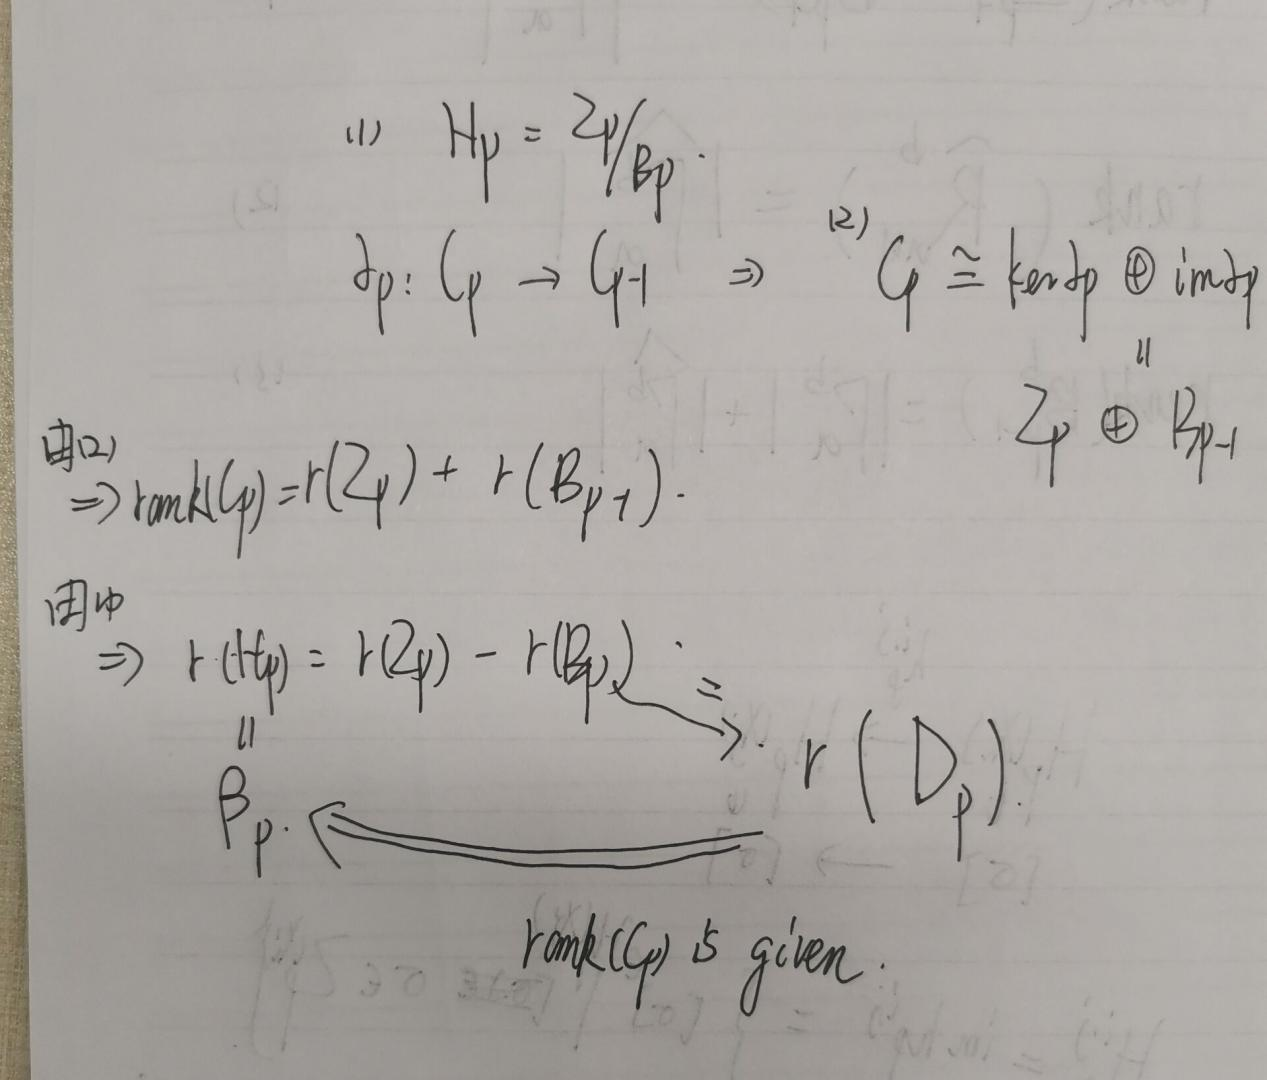 (1) Hp = Zp/Bp.
∂p: Cp → Cp-1 ⇒ (2) Cp ≅ ker∂p ⊕ im∂p
=
Zp ⊕ Bp-1
由(2)
⇒ rank(Cp) = r(Zp) + r(Bp-1).
由(1)
⇒ r(Hp) = r(Zp) - r(Bp) =
=
r(Dp).
βp.
rank(Cp) is given.